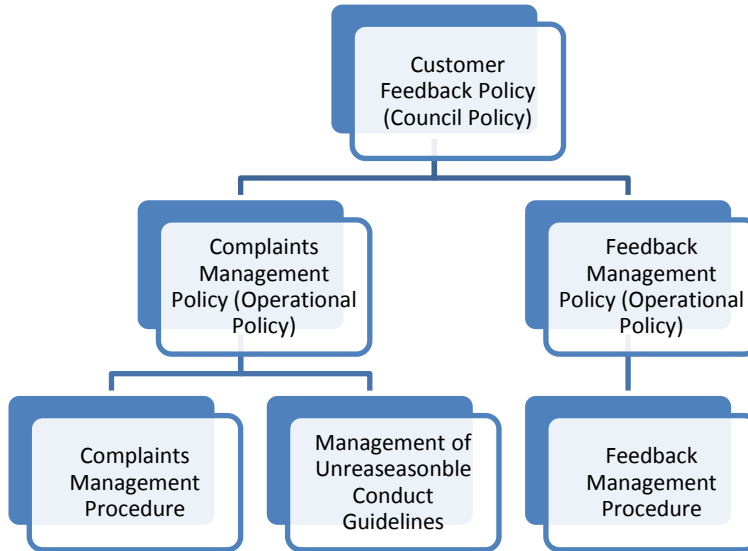 Customer
Feedback Policy
(Council Policy)
Complaints
Management
Policy (Operational
Policy)
Feedback
Management
Policy (Operational
Policy)
Complaints
Management
Procedure
Management of
Unreaseasonble
Conduct
Guidelines
Feedback
Management
Procedure